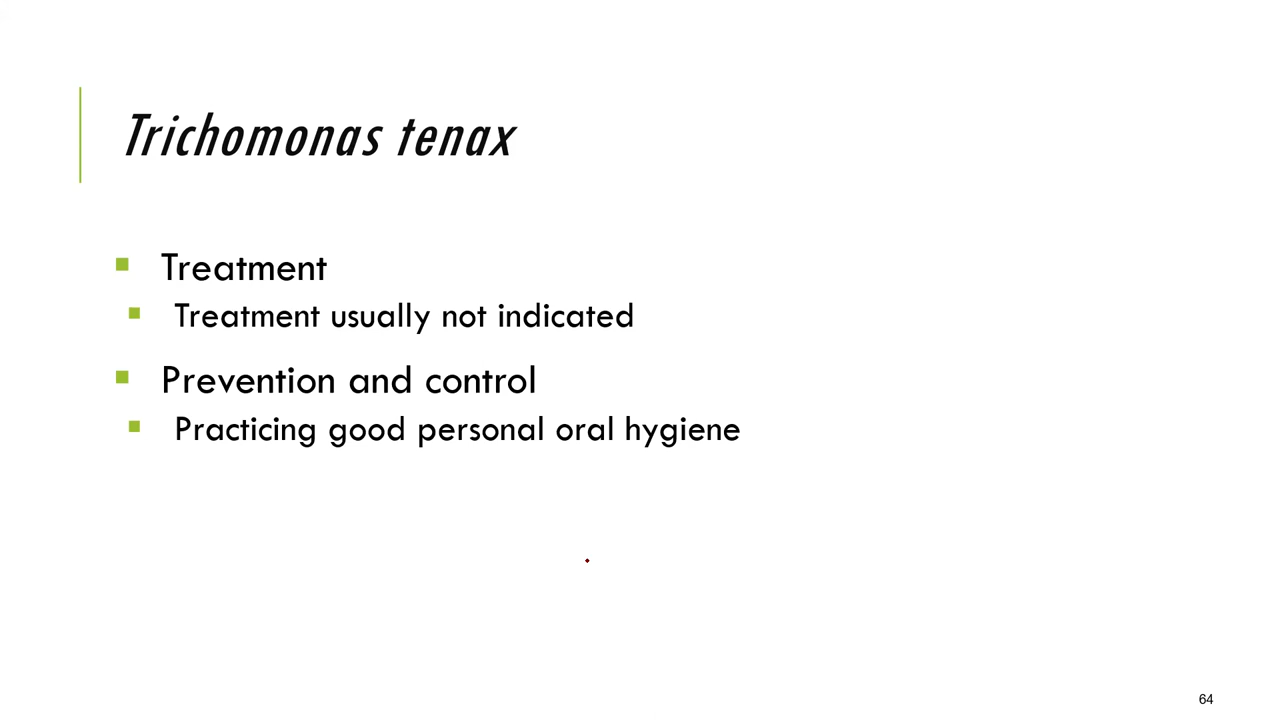 Trichomonas tenax
Treatment
Treatment usually not indicated
Prevention and control
Practicing good personal oral hygiene
64